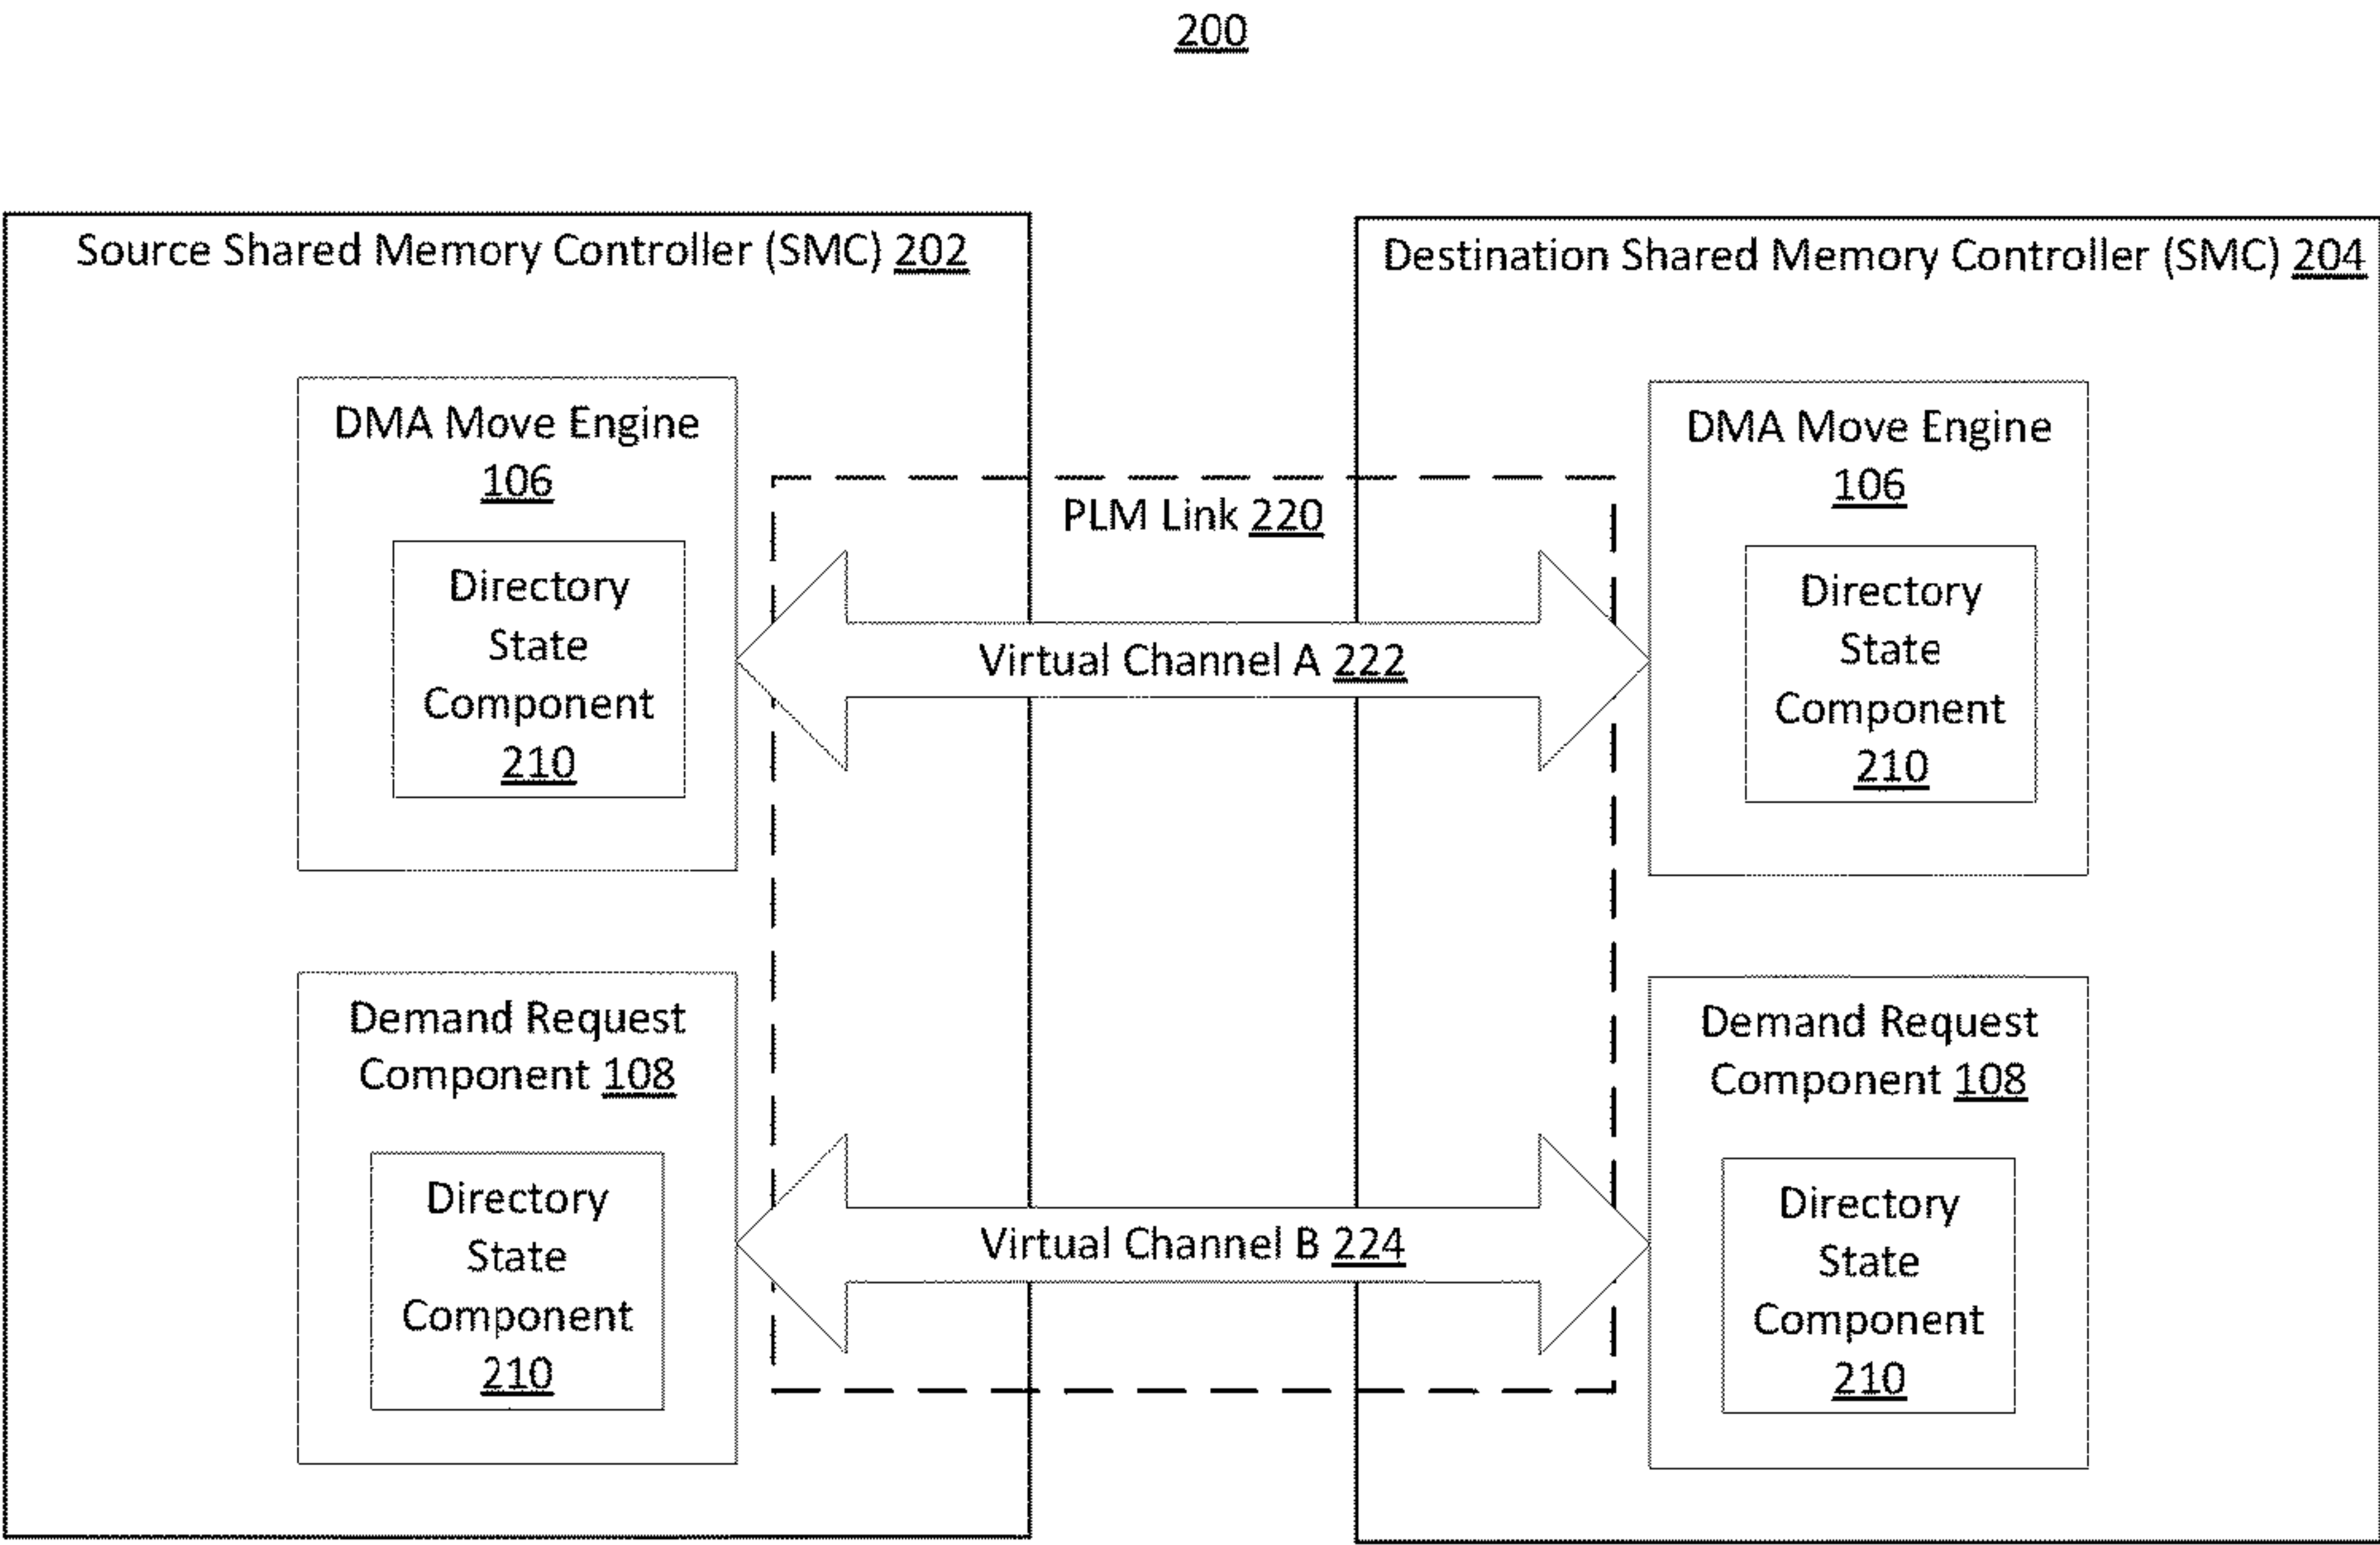 200
Source Shared Memory Controller (SMC) 202
DMA Move Engine
106
Directory
State
Component
210
Demand Request
Component 108
Directory
State
Component
210
PLM Link 220
Virtual Channel A 222
Virtual Channel B 224
Destination Shared Memory Controller (SMC) 204
DMA Move Engine
106
Directory
State
Component
210
Demand Request
Component 108
Directory
State
Component
210